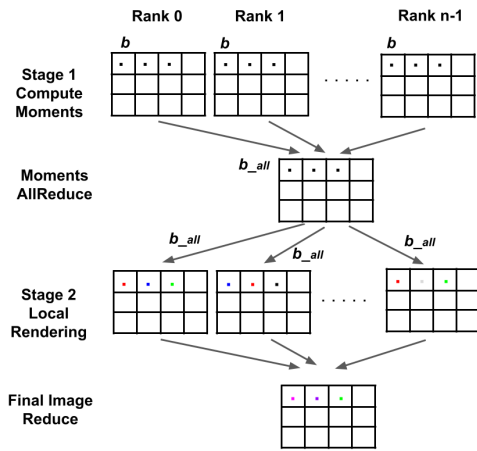 Rank 0 Rank 1 Rank n-1
b b b
Stage 1
Compute
Moments
. . . . .
Moments
AllReduce
b_all
b_all b_all b_all
Stage 2
Local
Rendering
. . . . .
Final Image
Reduce